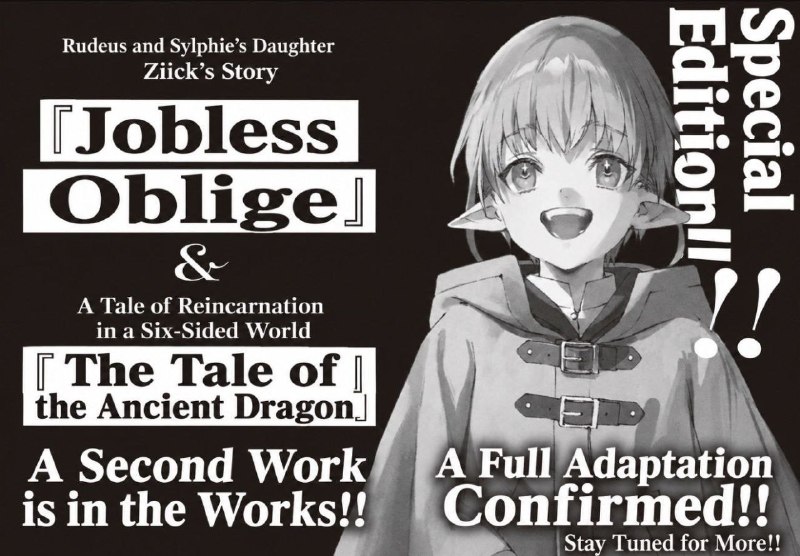 Rudeus and Sylphie's Daughter
Ziick's Story
『Jobless
Oblige』
&
A Tale of Reincarnation
in a Six-Sided World
『The Tale of
the Ancient Dragon』
A Second Work
is in the Works!!
Special
Edition!!
!!
A Full Adaptation
Confirmed!!
Stay Tuned for More!!